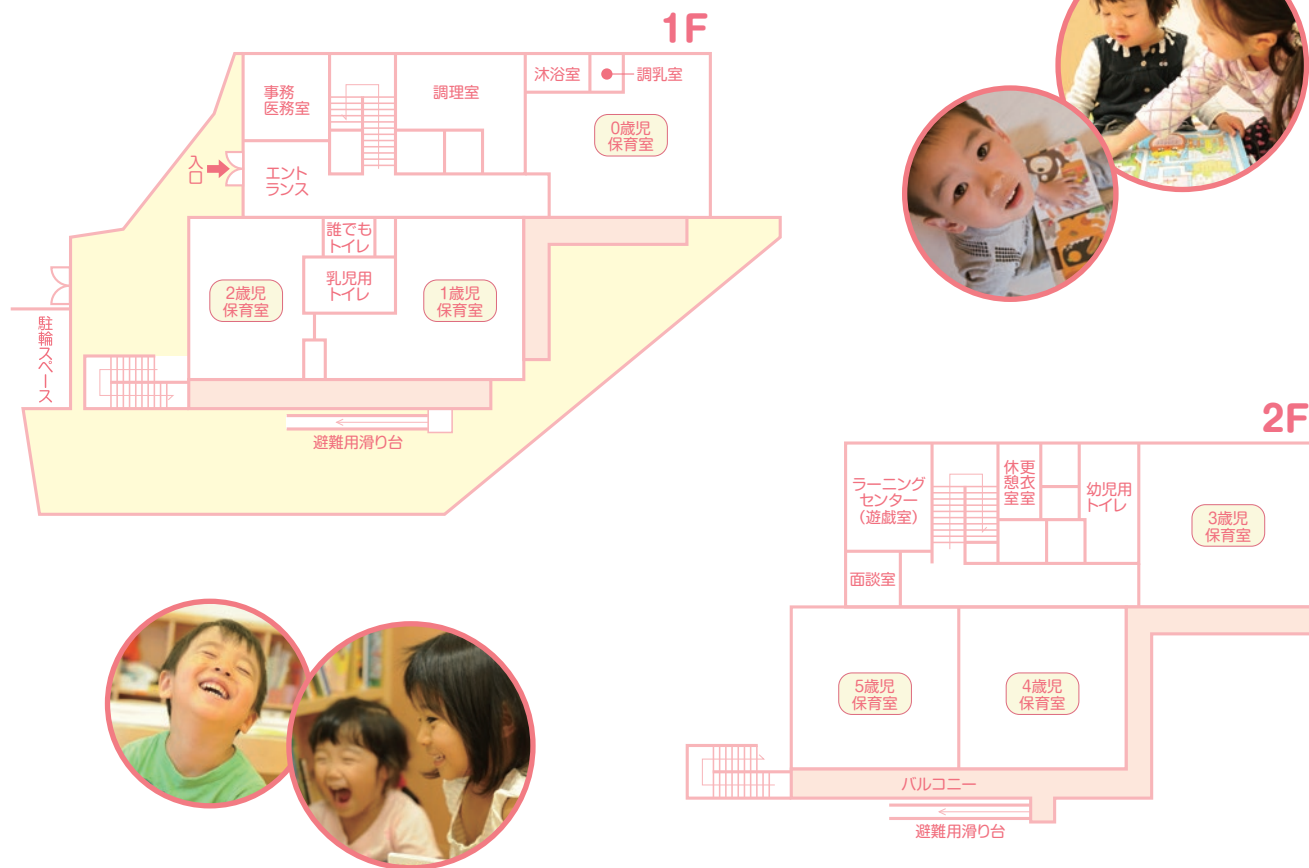 1F
事務
医務室
調理室
沐浴室
調乳室
0歳児
保育室
入口
エント
ランス
誰でも
トイレ
乳児用
トイレ
2歳児
保育室
1歳児
保育室
駐輪スペース
避難用滑り台
2F
ラーニング
センター
（遊戯室）
更衣室
休憩室
幼児用
トイレ
3歳児
保育室
面談室
5歳児
保育室
4歳児
保育室
バルコニー
避難用滑り台